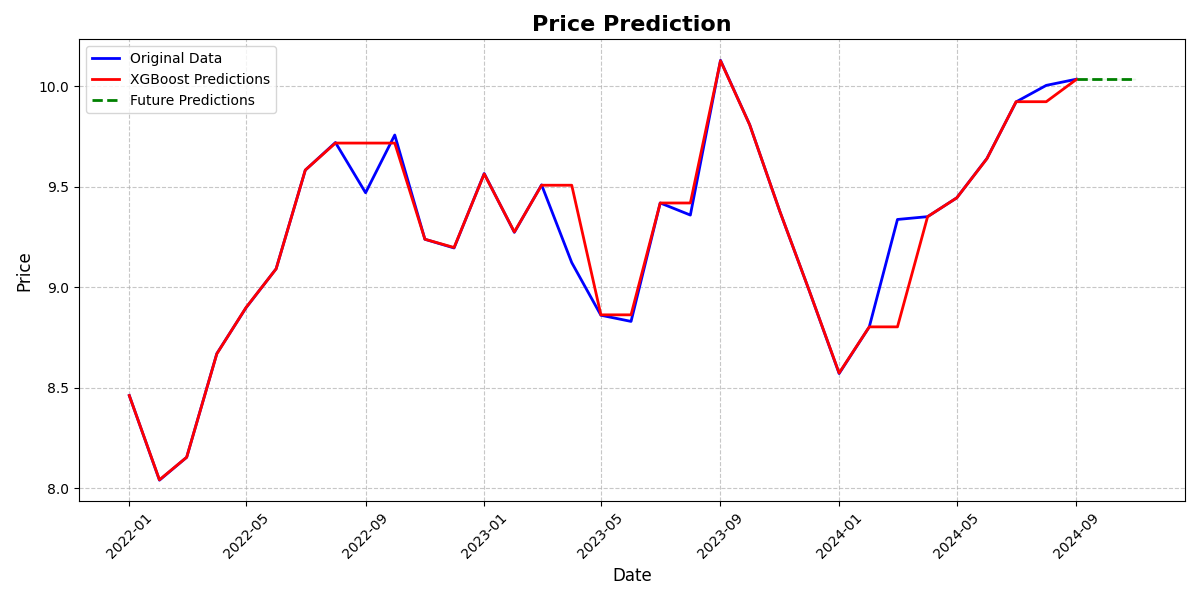 Price Prediction
Original Data
XGBoost Predictions
Future Predictions
Price
10.0
9.5
9.0
8.5
8.0
2022-01
2022-05
2022-09
2023-01
2023-05
2023-09
2024-01
2024-05
2024-09
Date